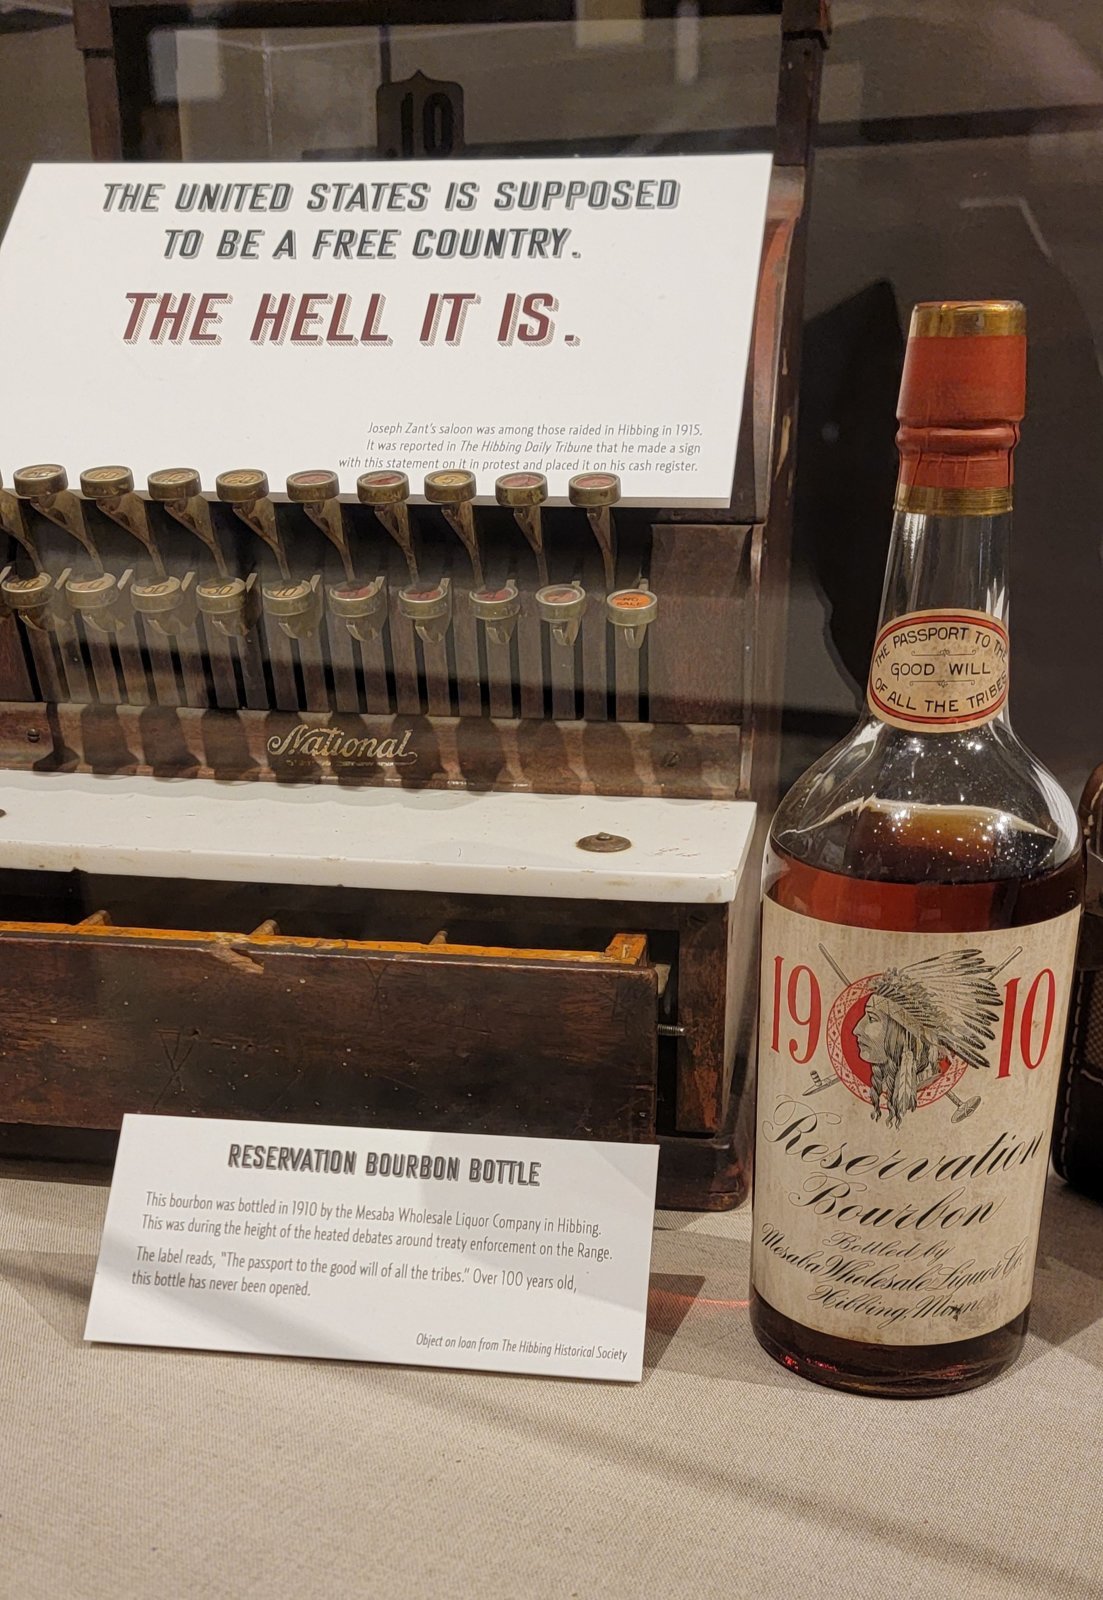 .10
THE UNITED STATES IS SUPPOSED
TO BE A FREE COUNTRY.
THE HELL IT IS.
Joseph Zant's saloon was among those raided in Hibbing in 1915.
It was reported in The Hibbing Daily Tribune that he made a sign
with this statement on it in protest and placed it on his cash register.
NO
SALE
National
THE PASSPORT TO THE
GOOD WILL
OF ALL THE TRIBES
1910
Reservation
Bourbon
Bottled by
Mesaba Wholesale Liquor Co.
Hibbing, Minn.
RESERVATION BOURBON BOTTLE
This bourbon was bottled in 1910 by the Mesaba Wholesale Liquor Company in Hibbing.
This was during the height of the heated debates around treaty enforcement on the Range.
The label reads, "The passport to the good will of all the tribes." Over 100 years old,
this bottle has never been opened.
Object on loan from The Hibbing Historical Society